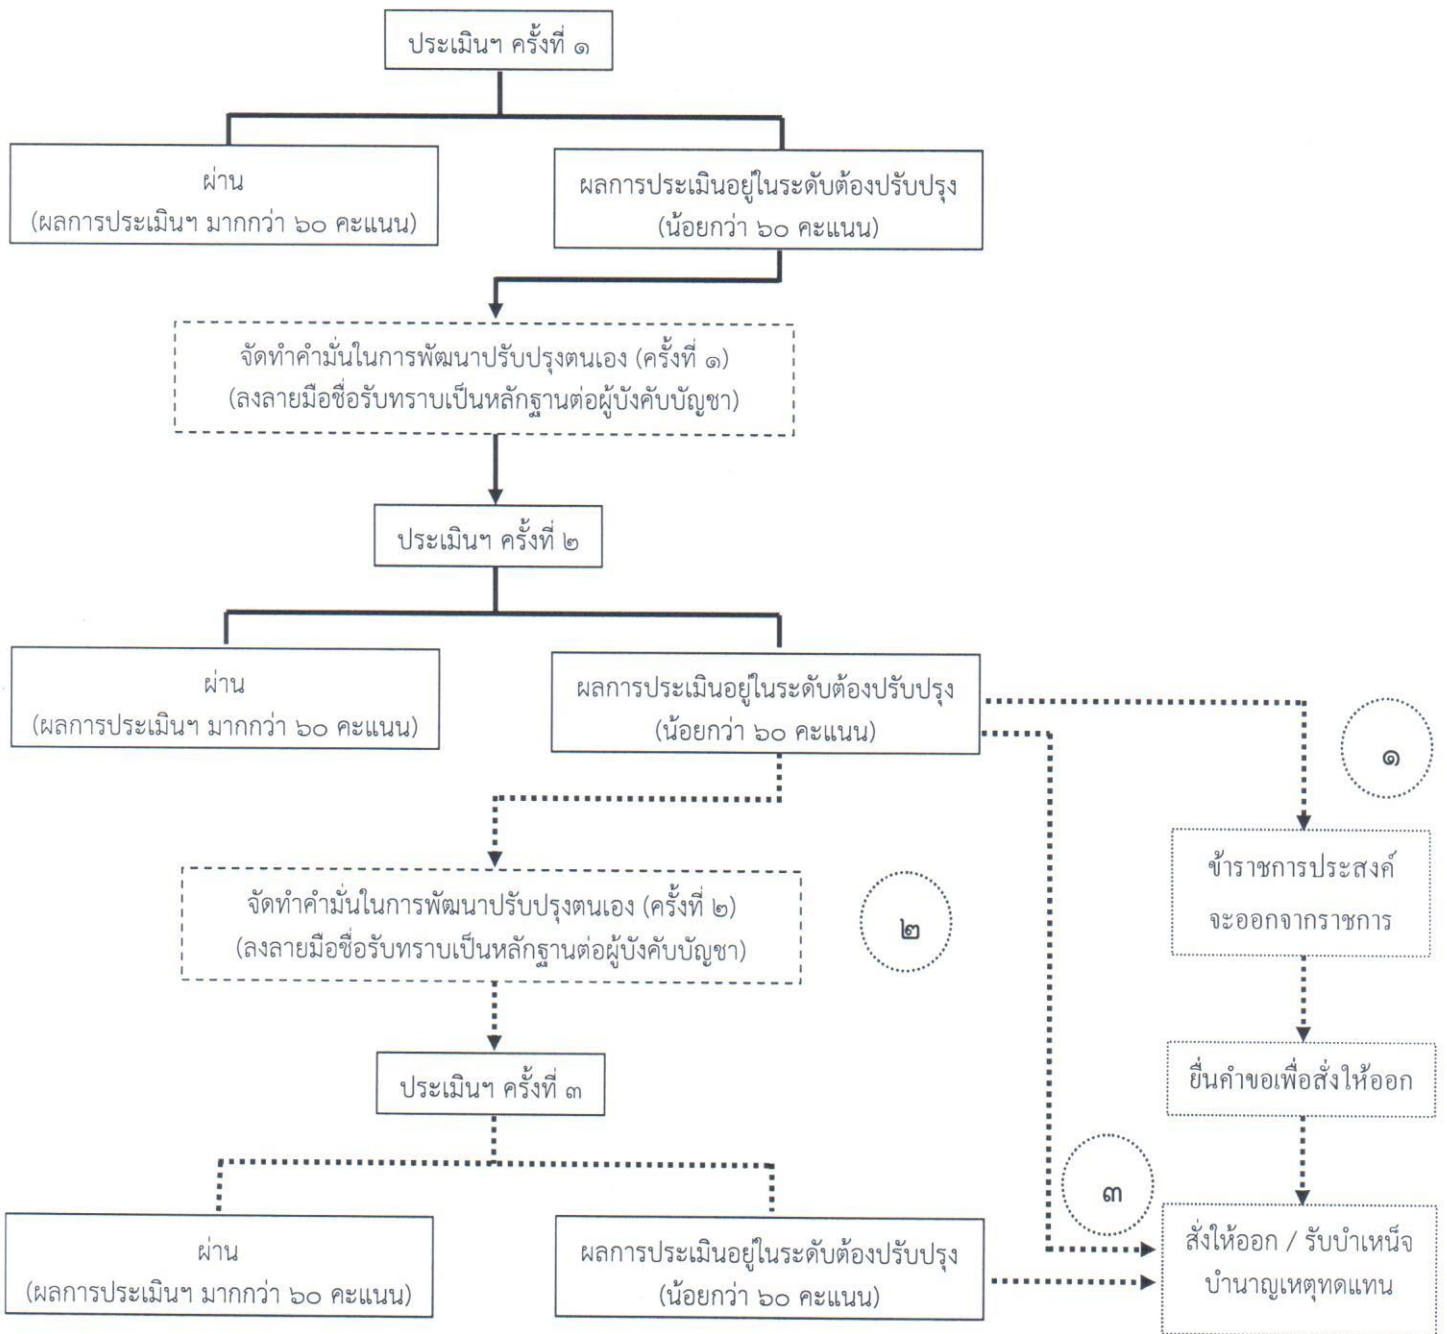 ประเมินฯ ครั้งที่ ๑
ผ่าน
(ผลการประเมินฯ มากกว่า ๖๐ คะแนน)
ผลการประเมินอยู่ในระดับต้องปรับปรุง
(น้อยกว่า ๖๐ คะแนน)
จัดทำคำมั่นในการพัฒนาปรับปรุงตนเอง (ครั้งที่ ๑)
(ลงลายมือชื่อรับทราบเป็นหลักฐานต่อผู้บังคับบัญชา)
ประเมินฯ ครั้งที่ ๒
ผ่าน
(ผลการประเมินฯ มากกว่า ๖๐ คะแนน)
ผลการประเมินอยู่ในระดับต้องปรับปรุง
(น้อยกว่า ๖๐ คะแนน)
๑
ข้าราชการประสงค์
จะออกจากราชการ
จัดทำคำมั่นในการพัฒนาปรับปรุงตนเอง (ครั้งที่ ๒)
(ลงลายมือชื่อรับทราบเป็นหลักฐานต่อผู้บังคับบัญชา)
๒
ประเมินฯ ครั้งที่ ๓
ยื่นคำขอเพื่อสั่งให้ออก
๓
ผ่าน
(ผลการประเมินฯ มากกว่า ๖๐ คะแนน)
ผลการประเมินอยู่ในระดับต้องปรับปรุง
(น้อยกว่า ๖๐ คะแนน)
สั่งให้ออก / รับบำเหน็จ
บำนาญเหตุทดแทน